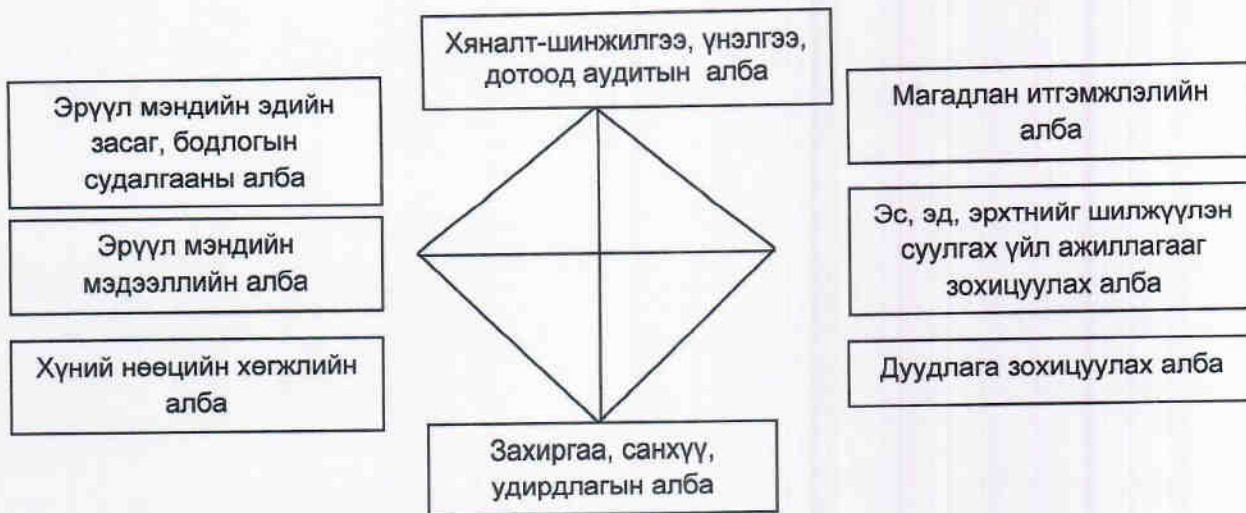 Хяналт-шинжилгээ, үнэлгээ,
дотоод аудитын алба
Эрүүл мэндийн эдийн
засаг, бодлогын
судалгааны алба
Эрүүл мэндийн
мэдээллийн алба
Хүний нөөцийн хөгжлийн
алба
Магадлан итгэмжлэлийн
алба
Эс, эд, эрхтнийг шилжүүлэн
суулгах үйл ажиллагааг
зохицуулах алба
Дуудлага зохицуулах алба
Захиргаа, санхүү,
удирдлагын алба